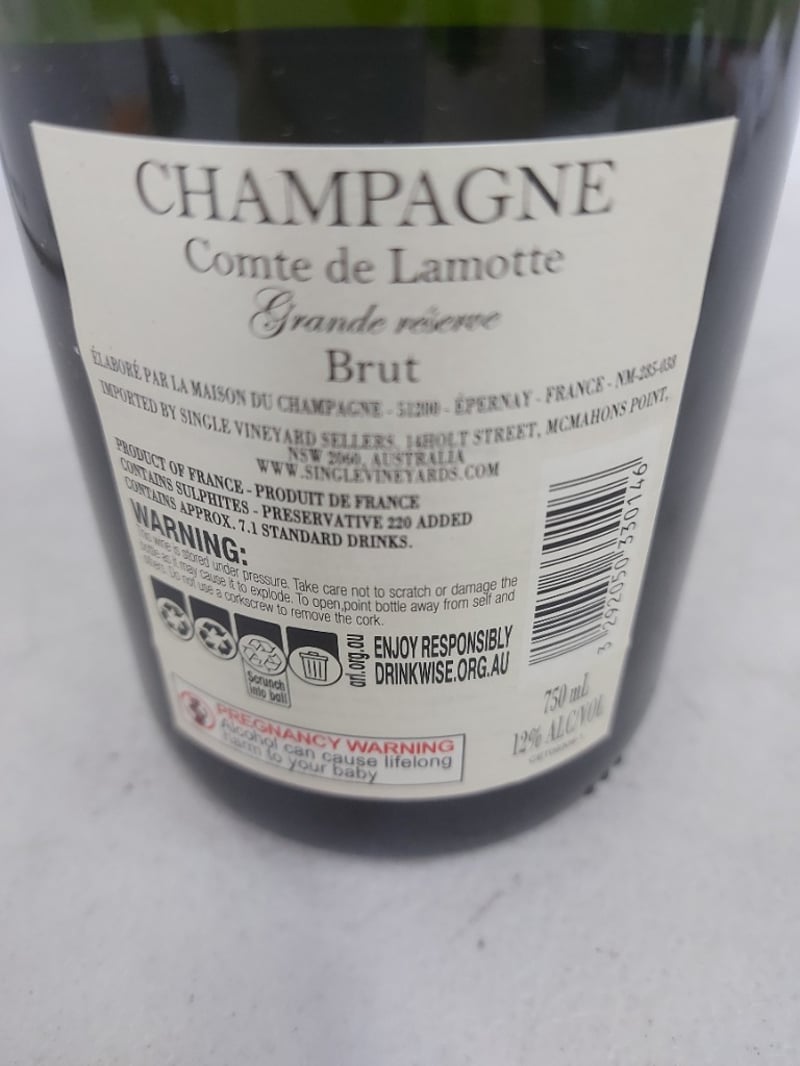 CHAMPAGNE
Comte de Lamotte
Grande réserve
Brut
ÉLABORÉ PAR LA MAISON DU CHAMPAGNE - 51200 - ÉPERNAY - FRANCE - NM-285-038
IMPORTED BY SINGLE VINEYARD SELLERS, 14HOLT STREET, MCMAHONS POINT,
NSW 2060, AUSTRALIA
WWW.SINGLEVINEYARDS.COM
PRODUCT OF FRANCE - PRODUIT DE FRANCE
CONTAINS SULPHITES - PRESERVATIVE 220 ADDED
CONTAINS APPROX. 7.1 STANDARD DRINKS.
WARNING:
This wine is stored under pressure. Take care not to scratch or damage the
bottle as it may cause it to explode. To open,point bottle away from self and
others. Do not use a corkscrew to remove the cork.
Scrunch
into ball
arl.org.au
ENJOY RESPONSIBLY
DRINKWISE.ORG.AU
3 292050 330146
750 mL
12% ALC/VOL
PREGNANCY WARNING
Alcohol can cause lifelong
harm to your baby